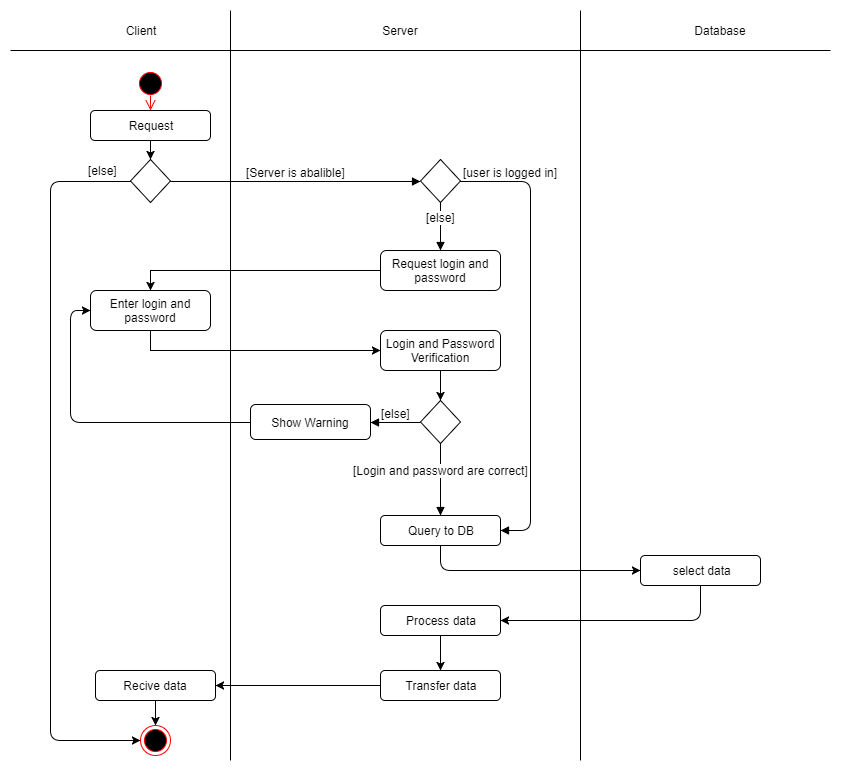 Client
Server
Database
Request
[else]
[Server is abalible]
[user is logged in]
[else]
Request login and
password
Enter login and
password
Login and Password
Verification
[else]
Show Warning
[Login and password are correct]
Query to DB
select data
Process data
Recive data
Transfer data